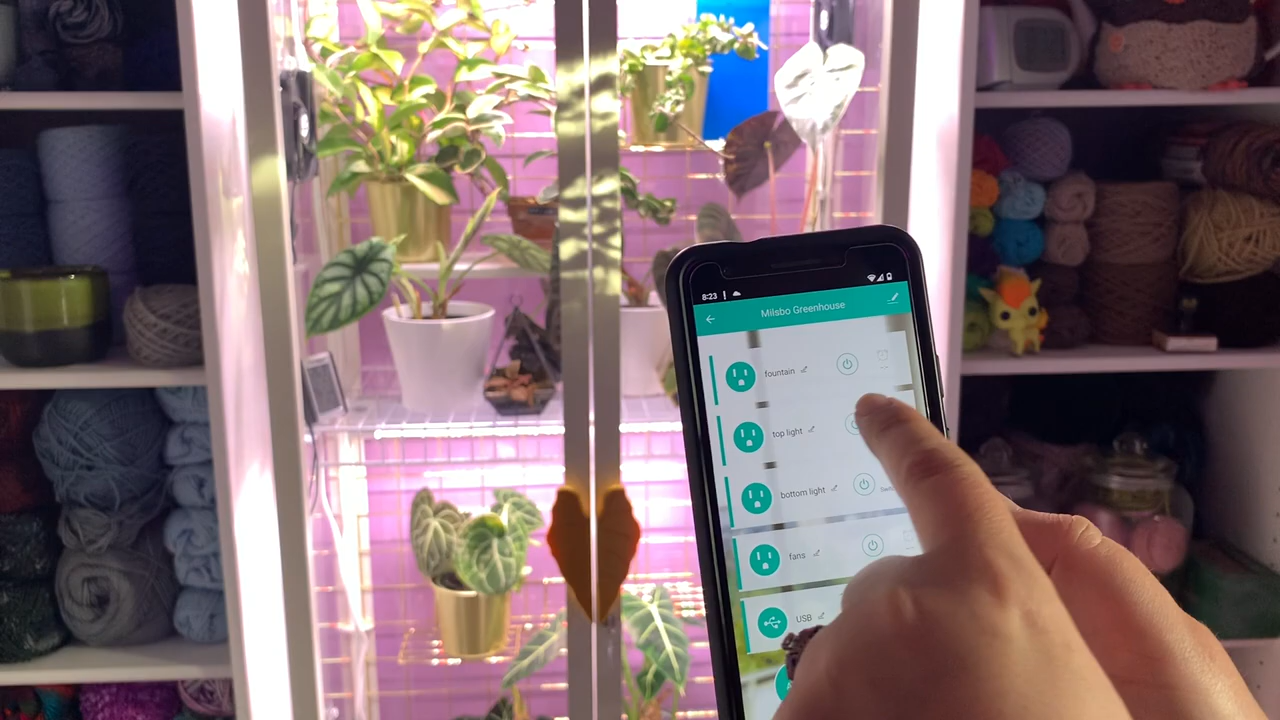 8:23
Milsbo Greenhouse
fountain
top light
bottom light
fans
USB